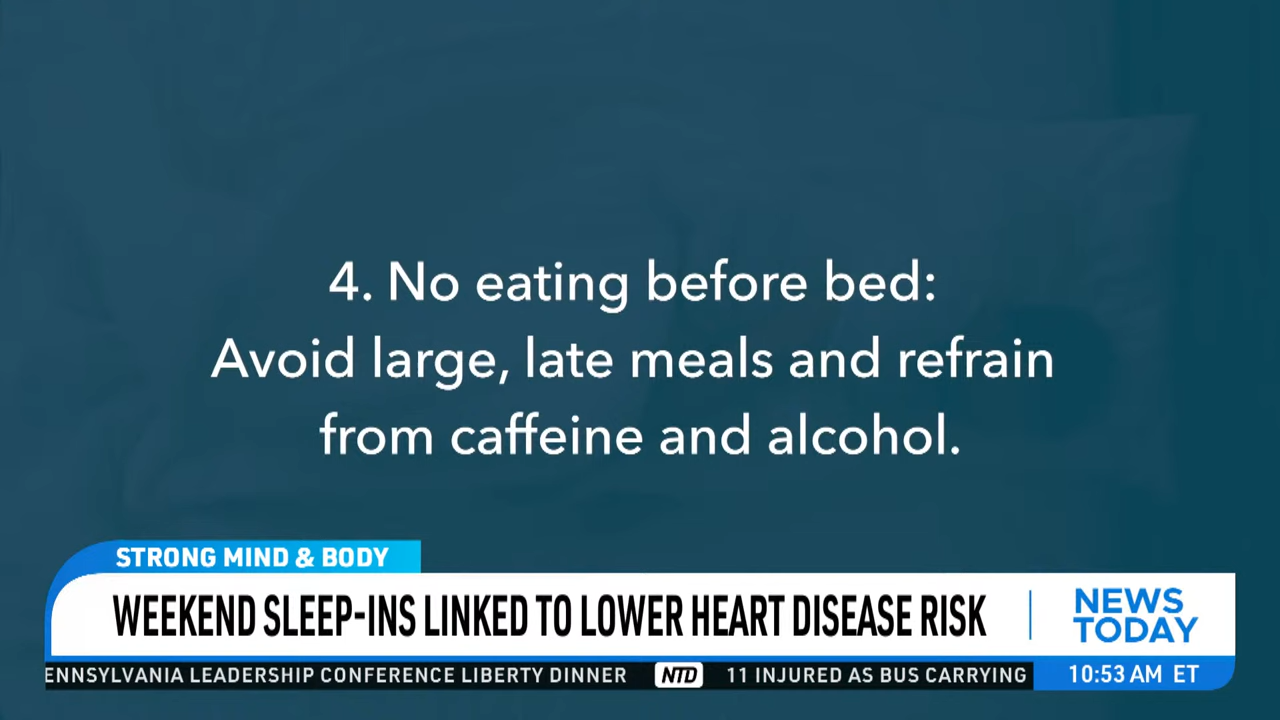 4. No eating before bed:
Avoid large, late meals and refrain
from caffeine and alcohol.
STRONG MIND & BODY
WEEKEND SLEEP-INS LINKED TO LOWER HEART DISEASE RISK
NEWS
TODAY
ENNSYLVANIA LEADERSHIP CONFERENCE LIBERTY DINNER NTD 11 INJURED AS BUS CARRYING
10:53 AM ET